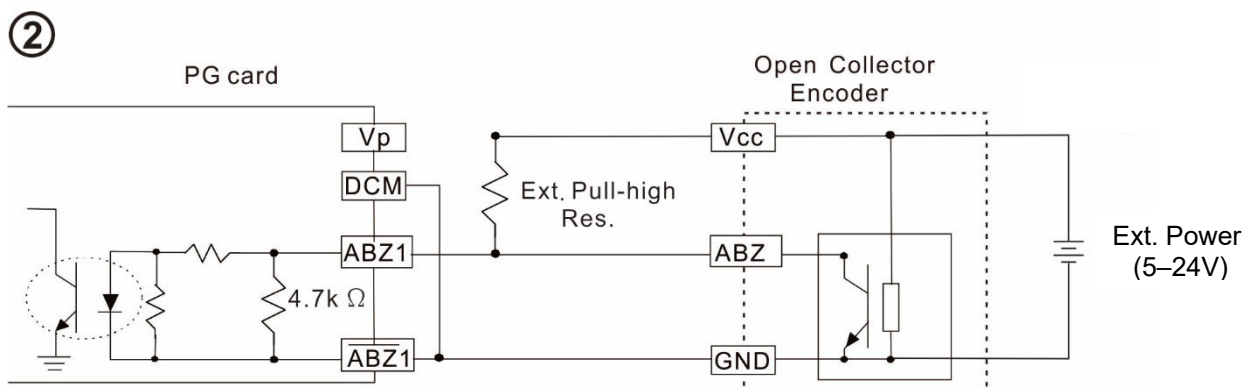 ②
PG card
Open Collector
Encoder
Vp
Vcc
DCM
Ext. Pull-high
Res.
ABZ1
ABZ
Ext. Power
(5–24V)
4.7k Ω
A̅B̅Z̅1̅
GND